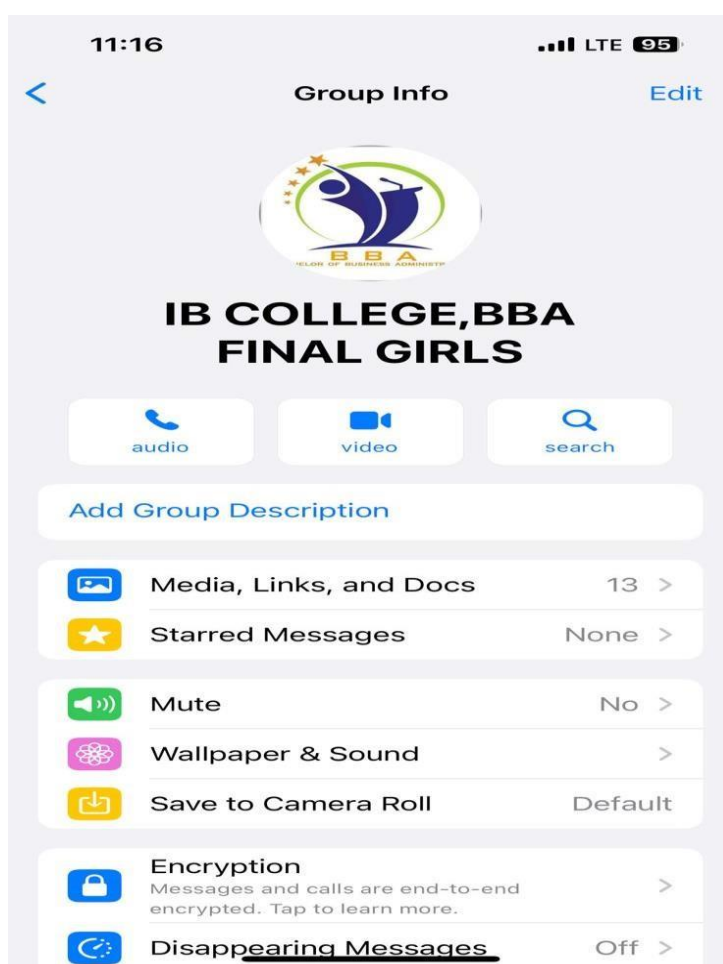 11:16 LTE 95
Group Info Edit
B B A
IB COLLEGE,BBA
FINAL GIRLS
audio video search
Add Group Description
Media, Links, and Docs 13
Starred Messages None
Mute No
Wallpaper & Sound
Save to Camera Roll Default
Encryption
Messages and calls are end-to-end
encrypted. Tap to learn more.
Disappearing Messages Off